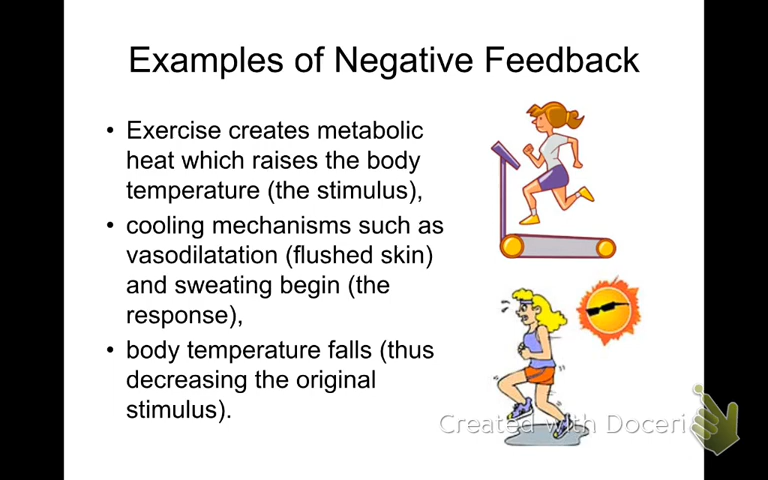 Examples of Negative Feedback
• Exercise creates metabolic
heat which raises the body
temperature (the stimulus),
• cooling mechanisms such as
vasodilatation (flushed skin)
and sweating begin (the
response),
• body temperature falls (thus
decreasing the original
stimulus).
Created with Doceri